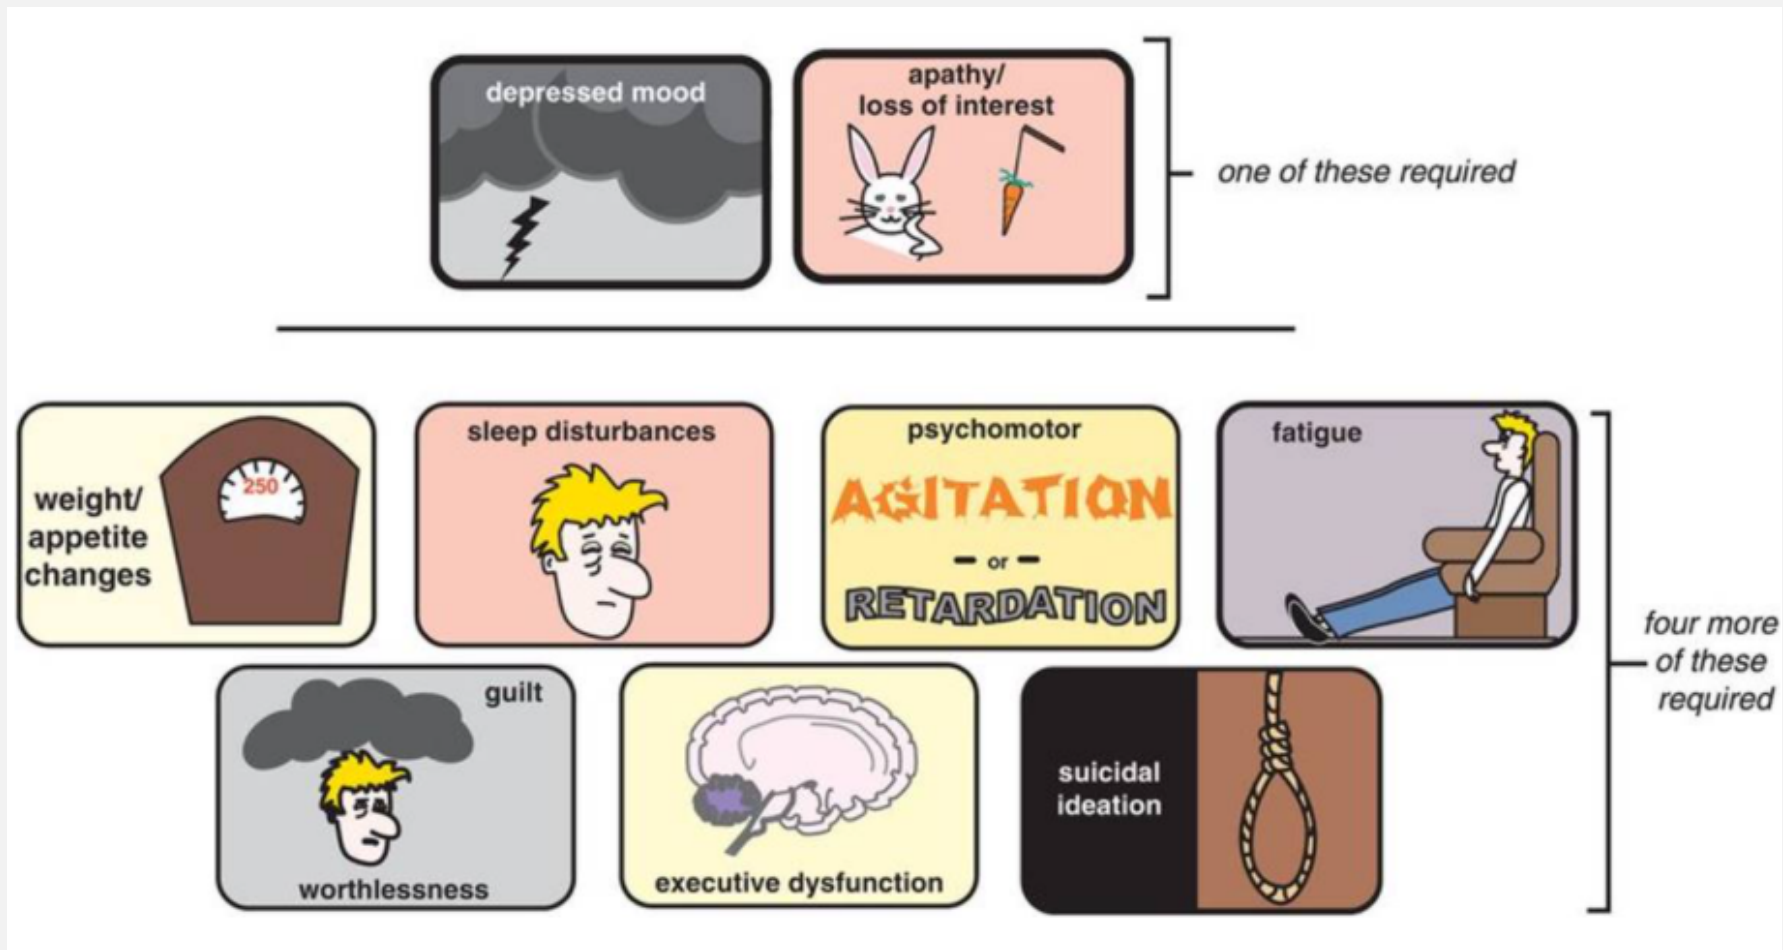 depressed mood
apathy/
loss of interest
one of these required
weight/
appetite
changes
250
sleep disturbances
psychomotor
AGITATION
- or -
RETARDATION
fatigue
four more
of these
required
guilt
worthlessness
executive dysfunction
suicidal
ideation